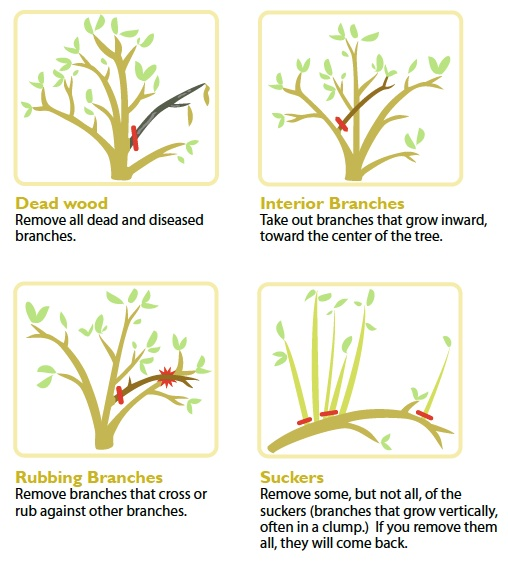 Dead wood
Remove all dead and diseased
branches.
Interior Branches
Take out branches that grow inward,
toward the center of the tree.
Rubbing Branches
Remove branches that cross or
rub against other branches.
Suckers
Remove some, but not all, of the
suckers (branches that grow vertically,
often in a clump.)  If you remove them
all, they will come back.